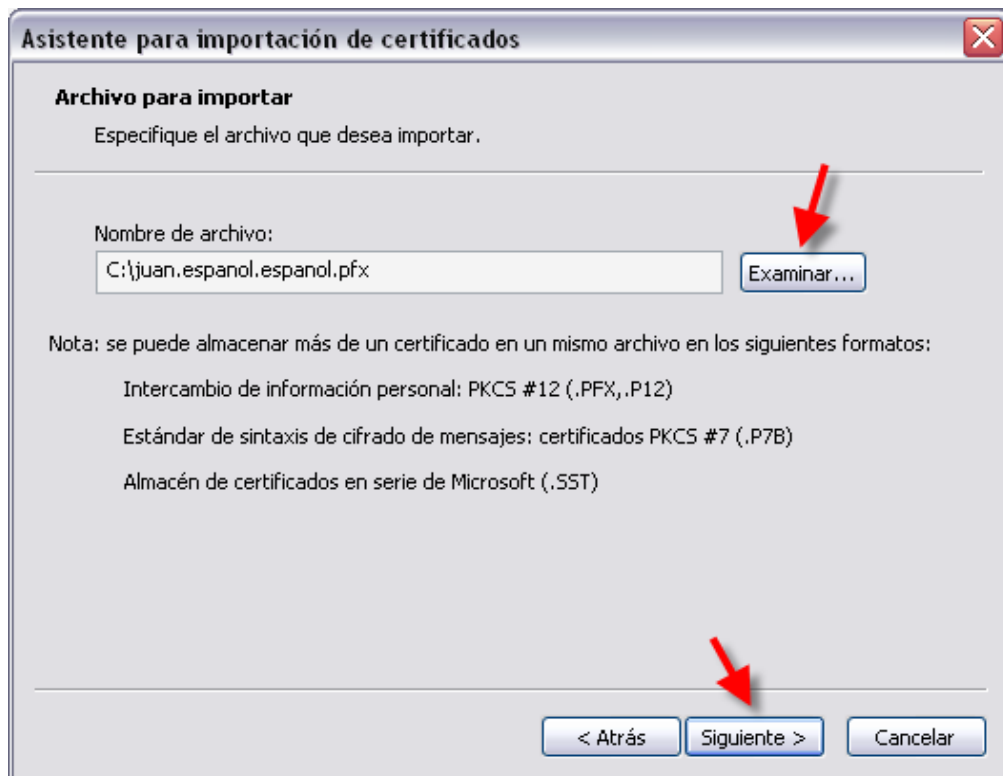 Asistente para importación de certificados
Archivo para importar
Especifique el archivo que desea importar.
Nombre de archivo:
C:\juan.espanol.espanol.pfx
Examinar...
Nota: se puede almacenar más de un certificado en un mismo archivo en los siguientes formatos:
Intercambio de información personal: PKCS #12 (.PFX,.P12)
Estándar de sintaxis de cifrado de mensajes: certificados PKCS #7 (.P7B)
Almacén de certificados en serie de Microsoft (.SST)
< Atrás
Siguiente >
Cancelar